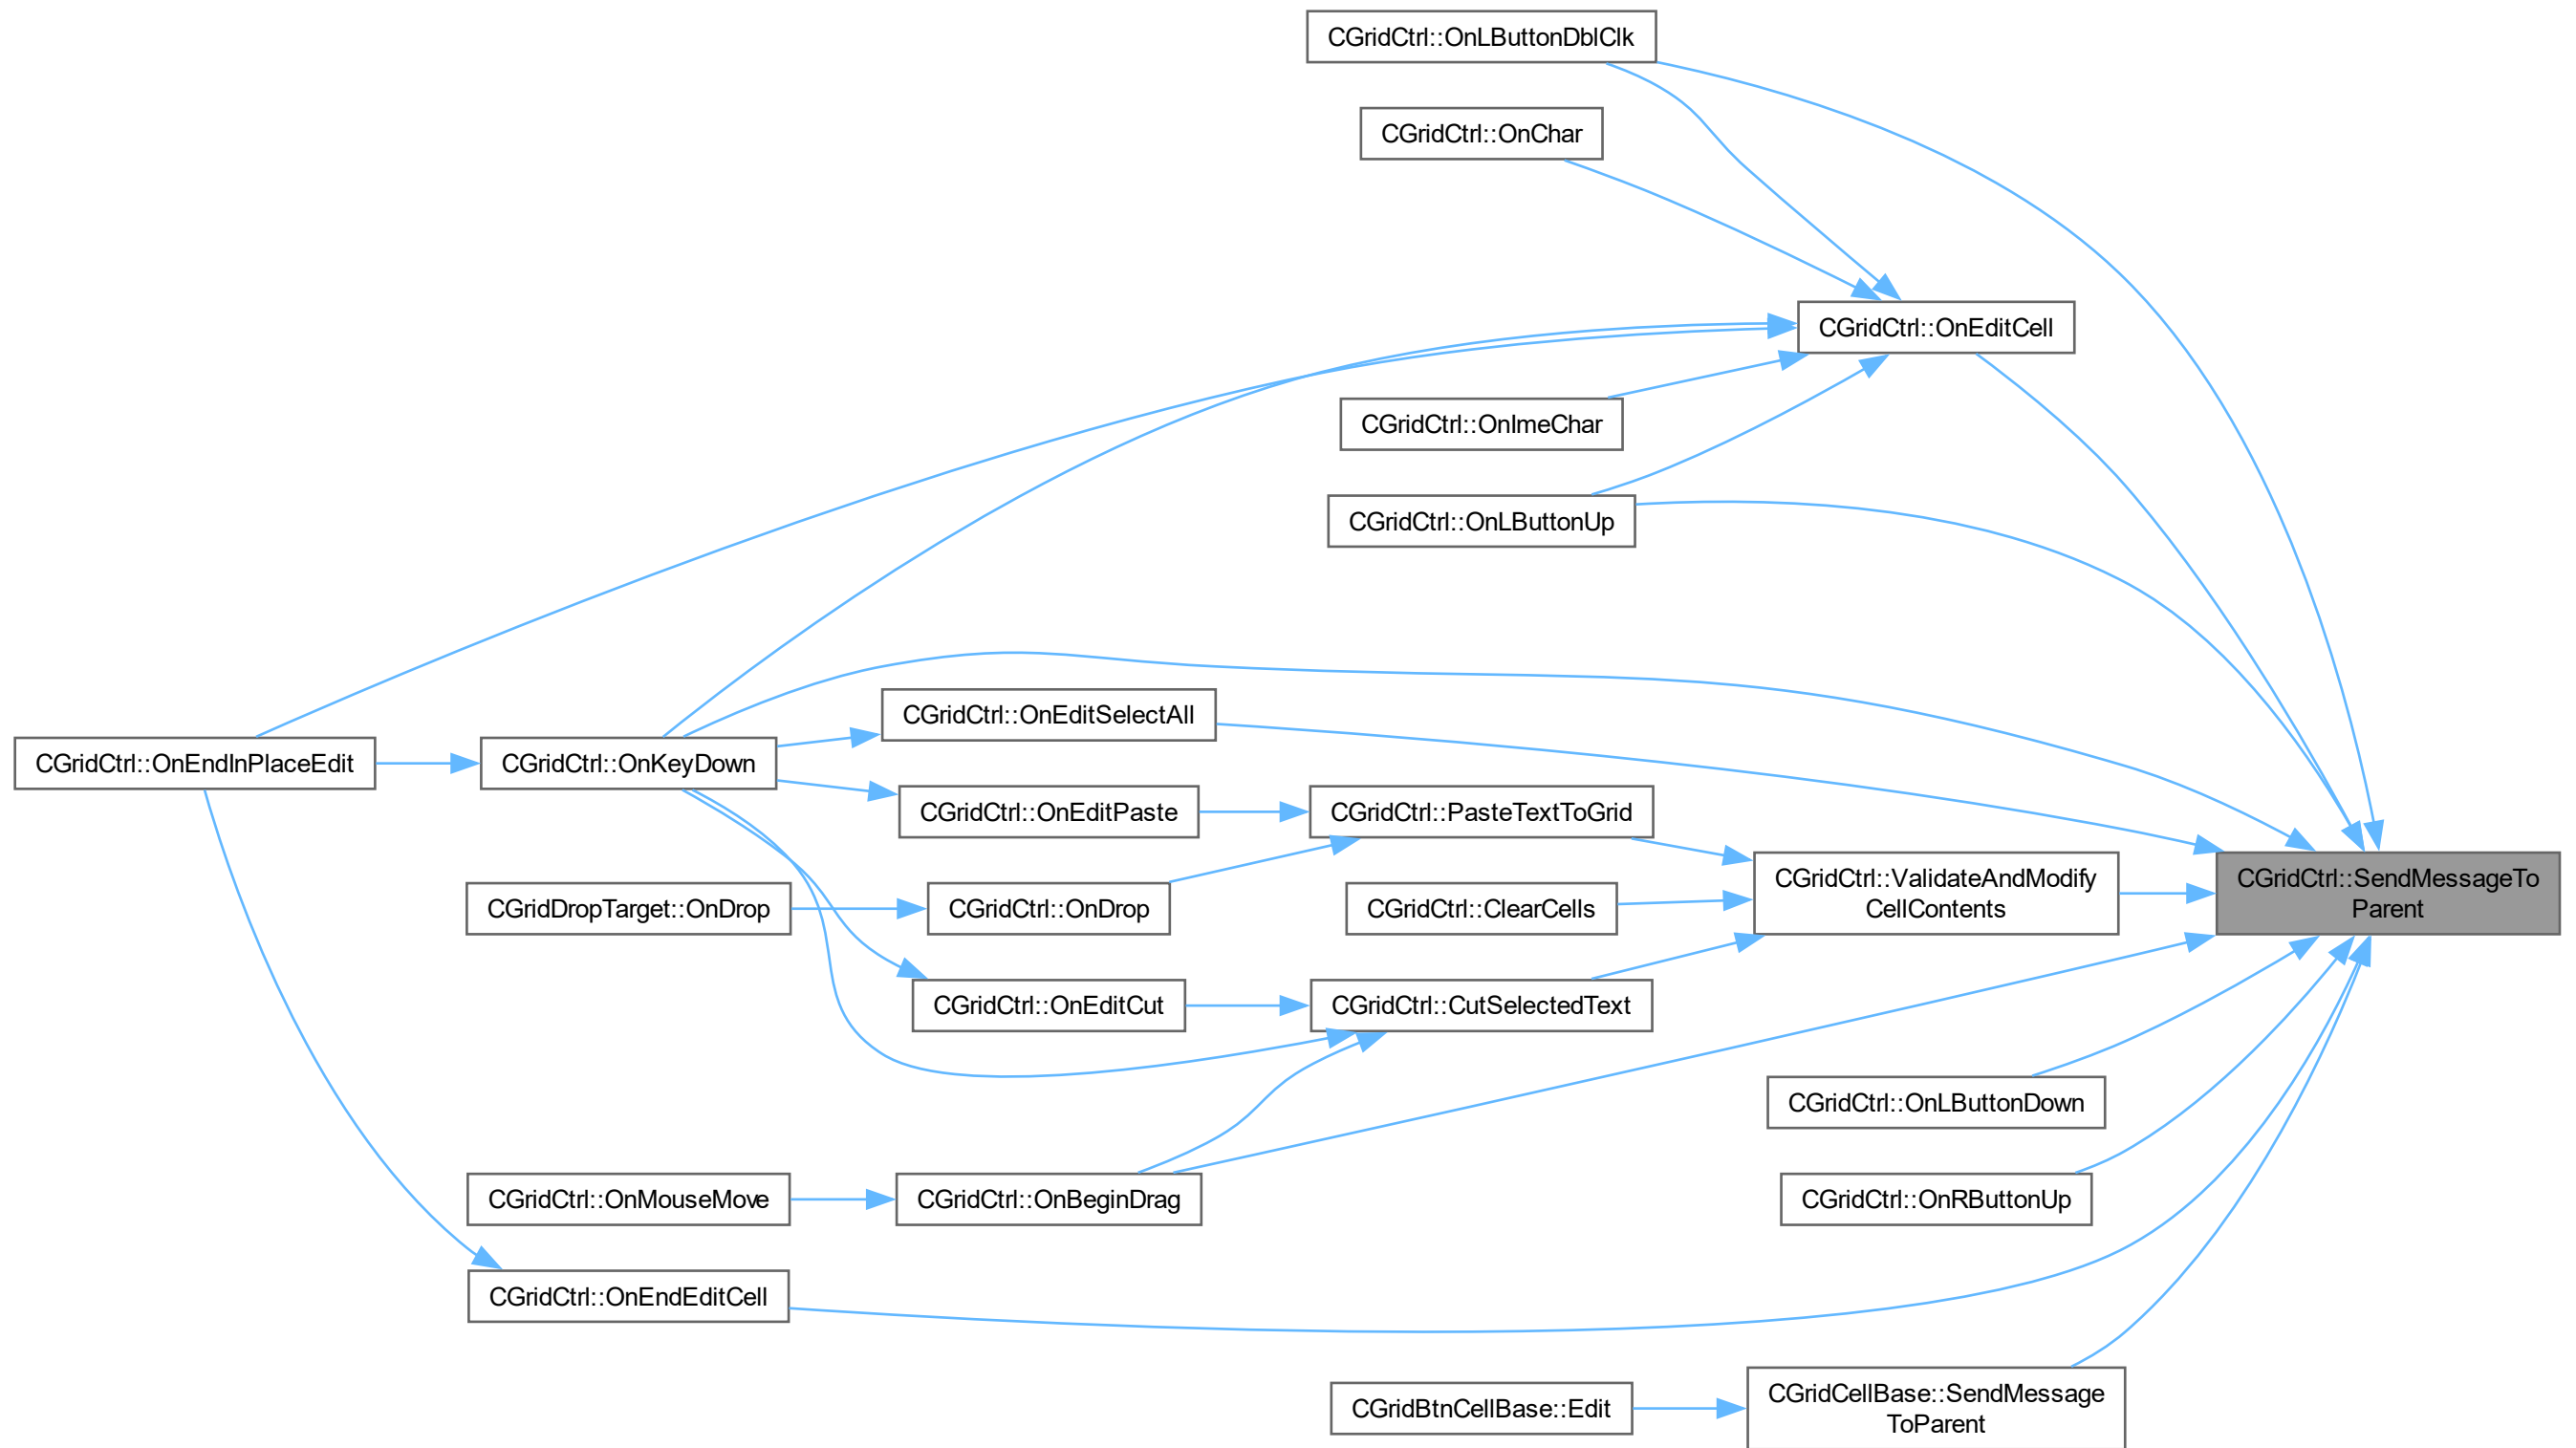 CGridCtrl::OnLButtonDblClk
CGridCtrl::OnChar
CGridCtrl::OnEditCell
CGridCtrl::OnImeChar
CGridCtrl::OnLButtonUp
CGridCtrl::OnEditSelectAll
CGridCtrl::OnEndInPlaceEdit
CGridCtrl::OnKeyDown
CGridCtrl::OnEditPaste
CGridCtrl::PasteTextToGrid
CGridDropTarget::OnDrop
CGridCtrl::OnDrop
CGridCtrl::ClearCells
CGridCtrl::ValidateAndModify
CellContents
CGridCtrl::SendMessageTo
Parent
CGridCtrl::OnEditCut
CGridCtrl::CutSelectedText
CGridCtrl::OnLButtonDown
CGridCtrl::OnMouseMove
CGridCtrl::OnBeginDrag
CGridCtrl::OnRButtonUp
CGridCtrl::OnEndEditCell
CGridBtnCellBase::Edit
CGridCellBase::SendMessage
ToParent